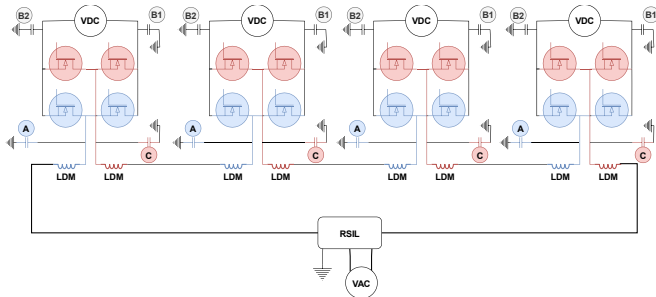 B2 VDC B1 B2 VDC B1 B2 VDC B1 B2 VDC B1
A C A C A C A C
LDM LDM LDM LDM LDM LDM LDM LDM
RSIL
VAC